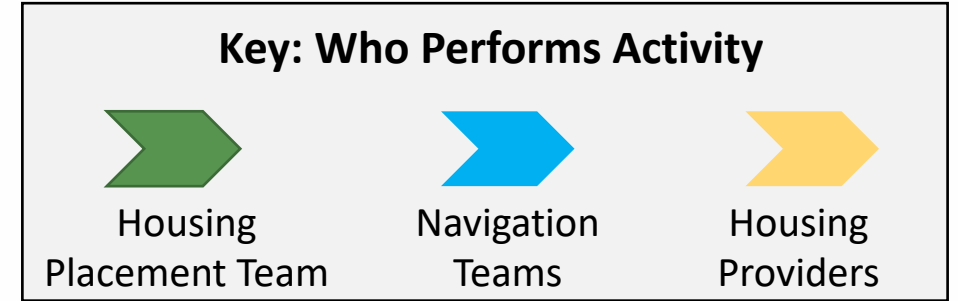 Key: Who Performs Activity
Housing
Placement Team
Navigation
Teams
Housing
Providers